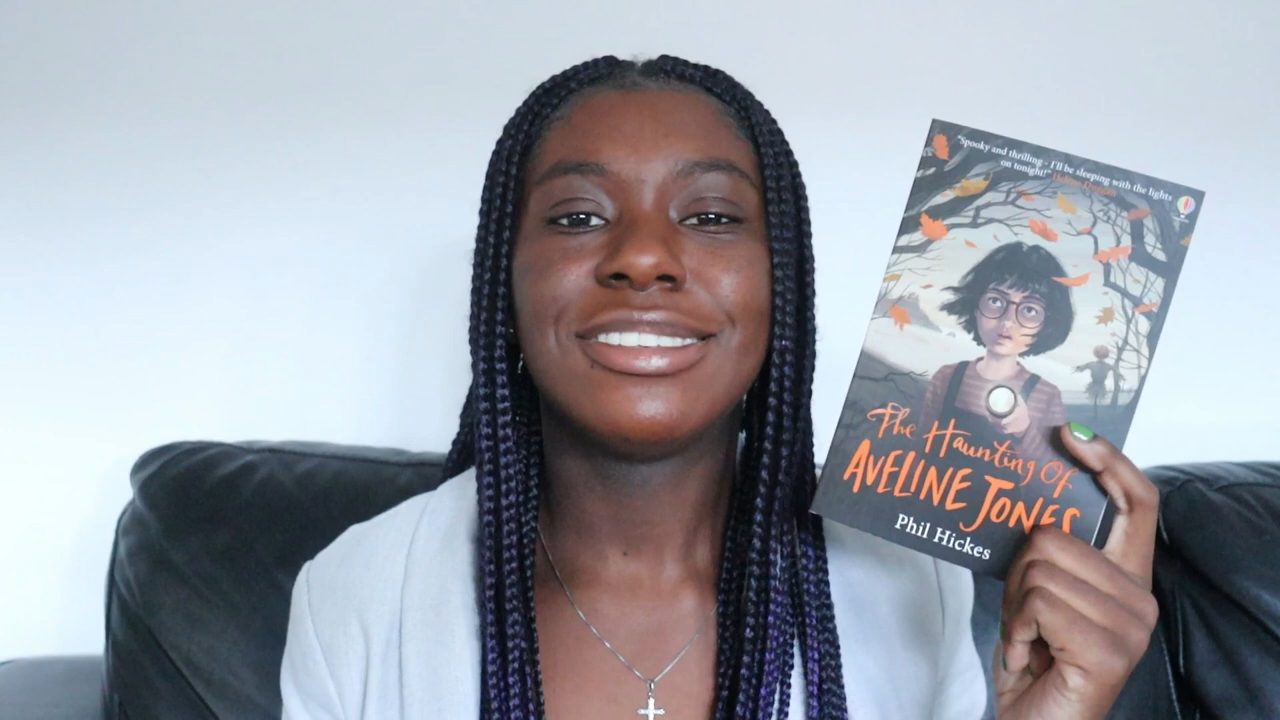 "Spooky and thrilling - I'll be sleeping with the lights
on tonight!"
The Haunting Of
AVELINE JONES
Phil Hickes